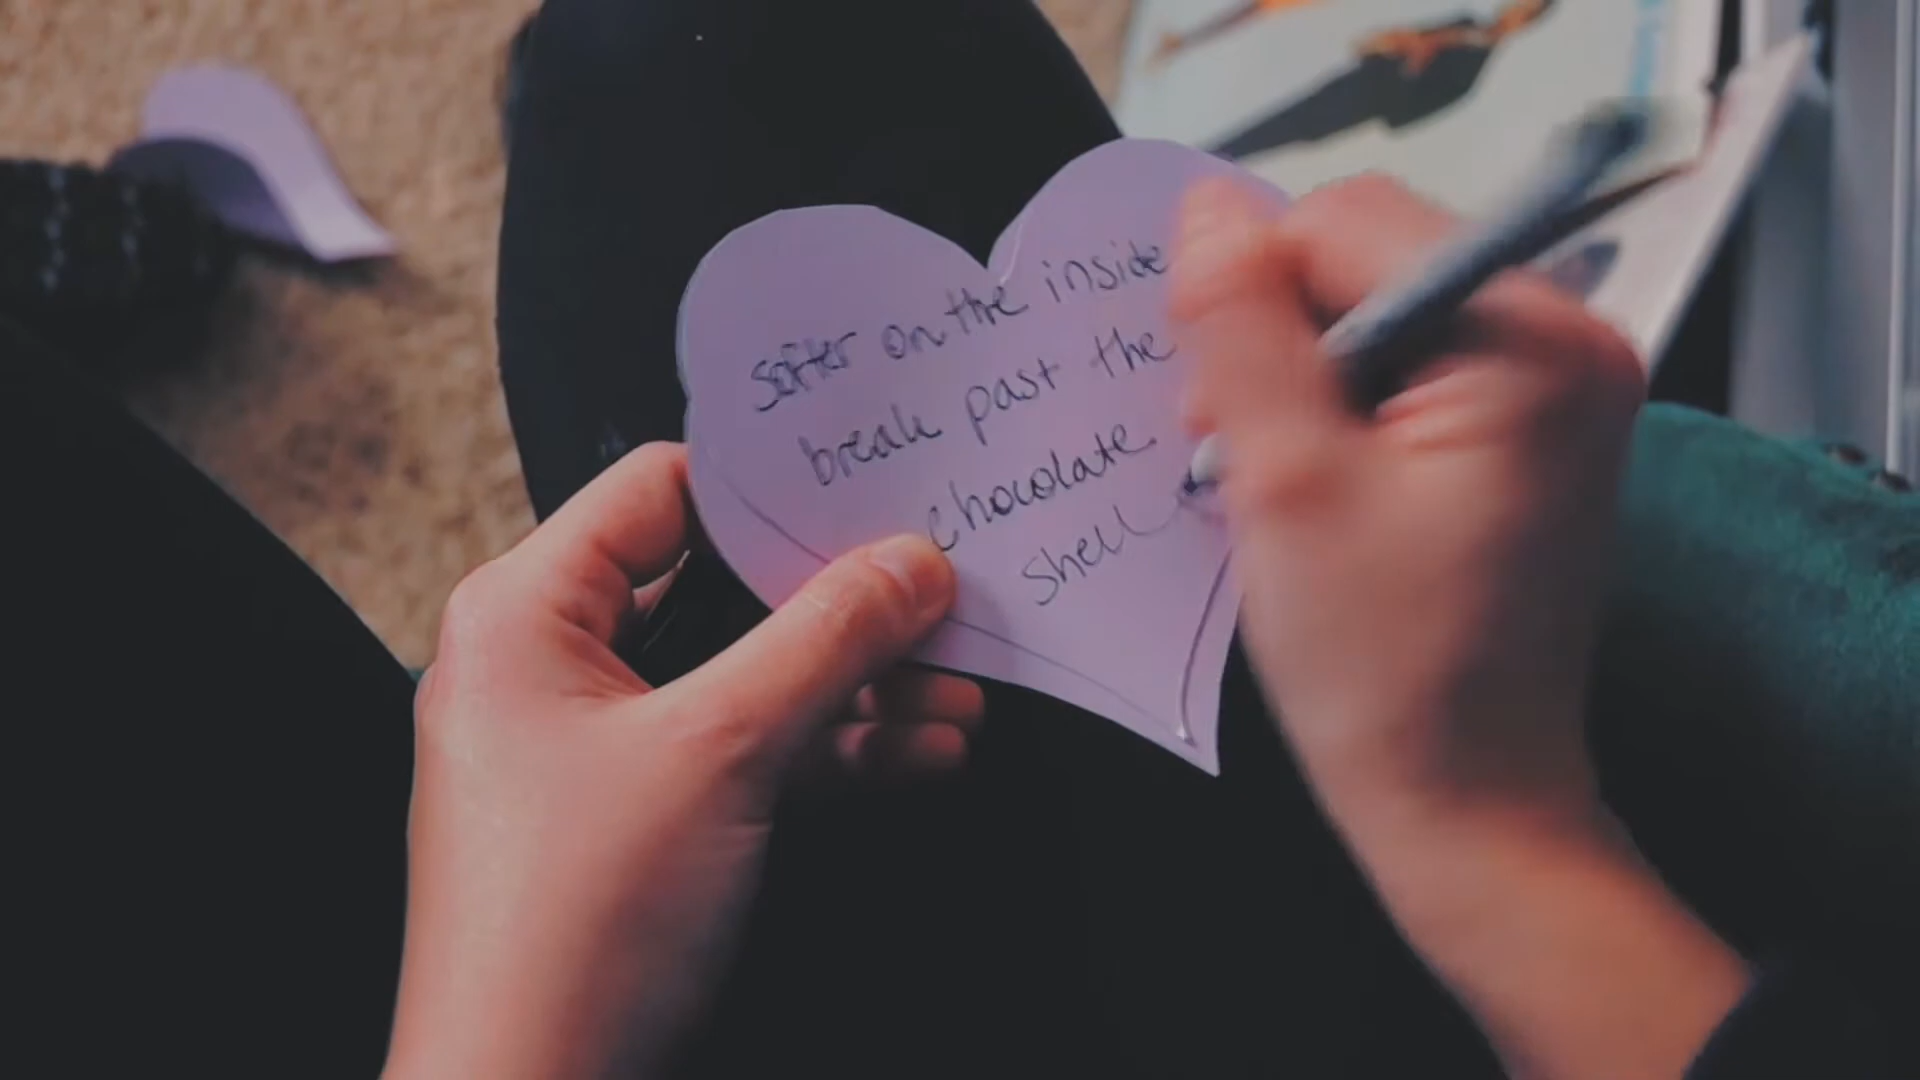 softer on the inside
break past the
chocolate
shell